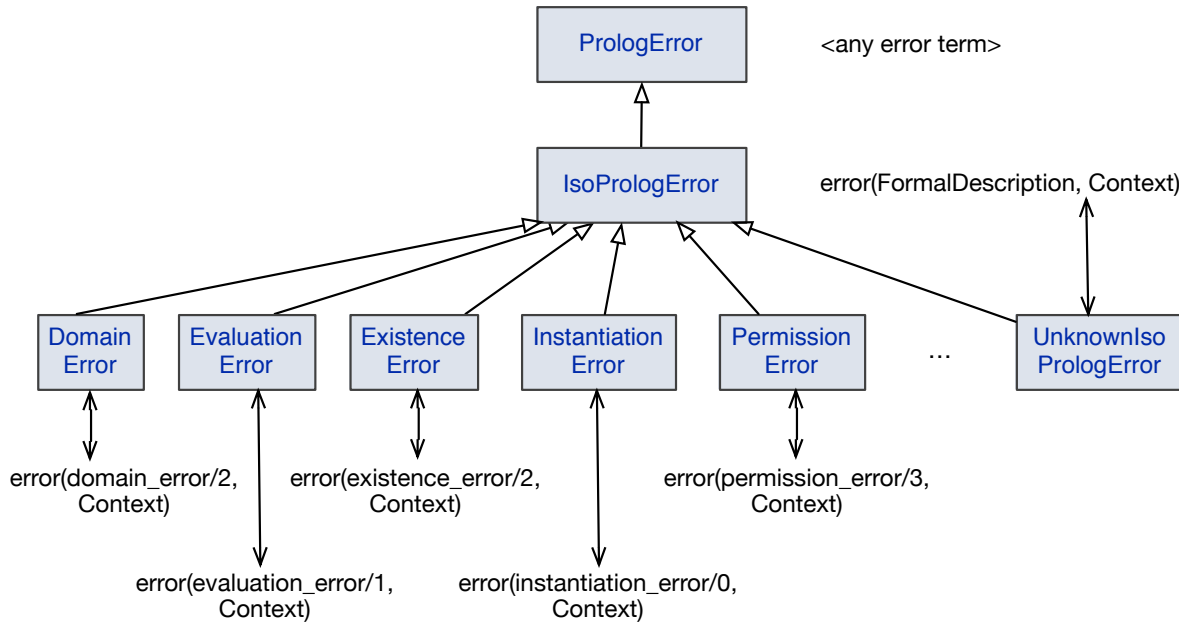 PrologError
<any error term>
IsoPrologError
error(FormalDescription, Context)
Domain
Error
Evaluation
Error
Existence
Error
Instantiation
Error
Permission
Error
...
UnknownIso
PrologError
error(domain_error/2,
Context)
error(existence_error/2,
Context)
error(permission_error/3,
Context)
error(evaluation_error/1,
Context)
error(instantiation_error/0,
Context)